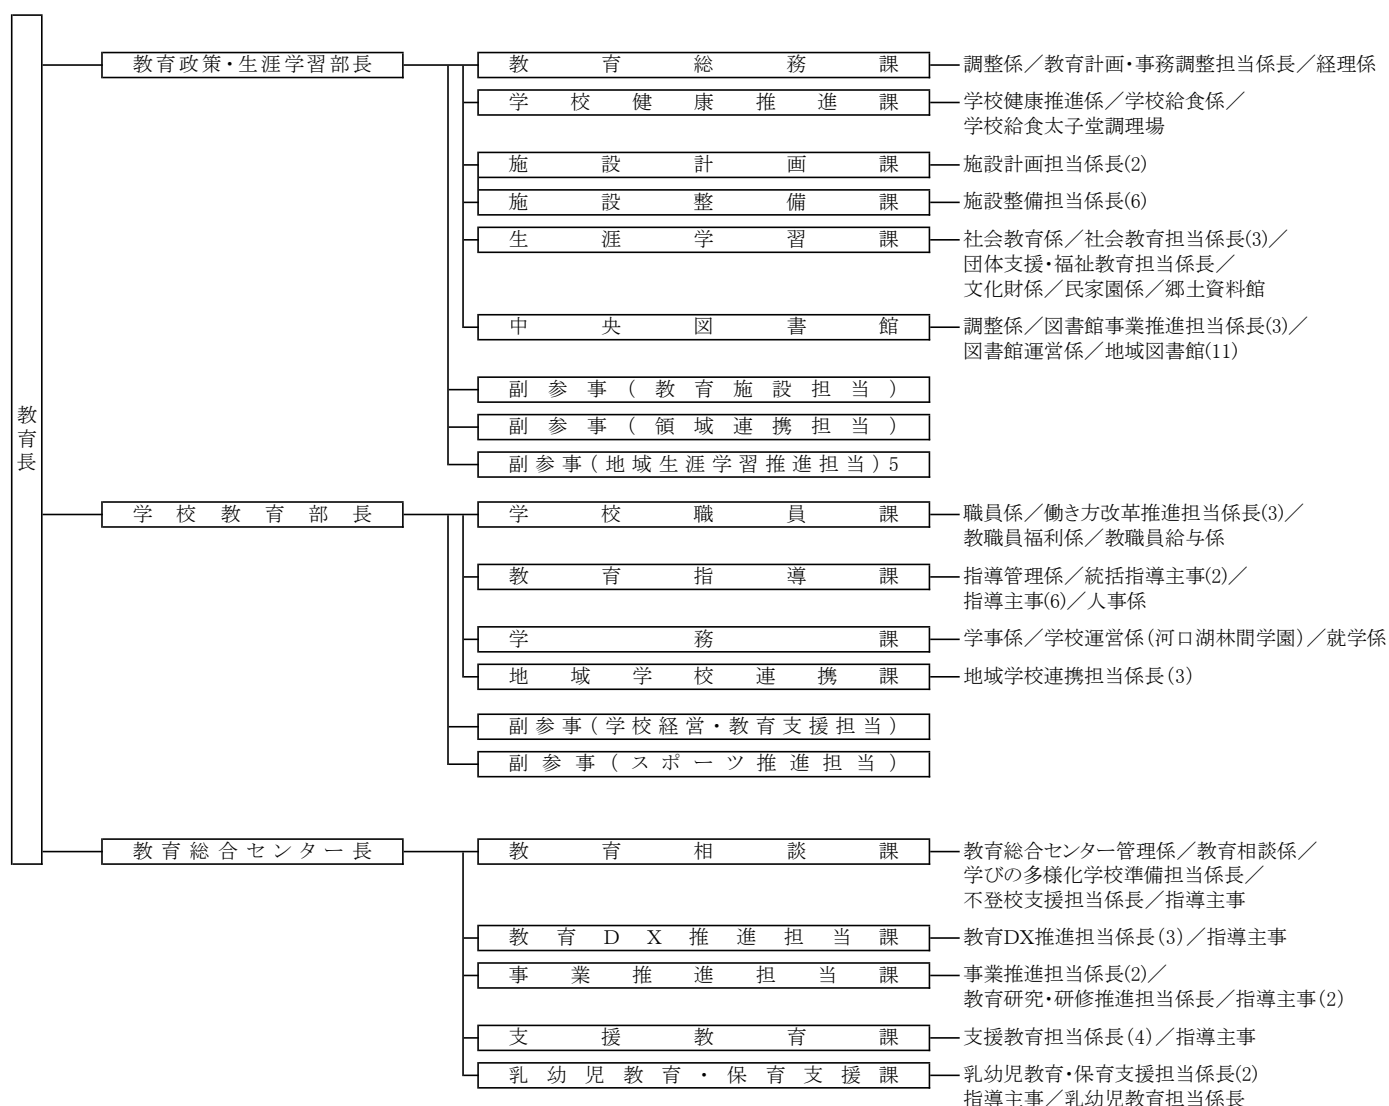 教育長
教育政策・生涯学習部長
教育総務課
調整係／教育計画・事務調整担当係長／経理係
学校健康推進課
学校健康推進係／学校給食係／
学校給食太子堂調理場
施設計画課
施設計画担当係長(2)
施設整備課
施設整備担当係長(6)
生涯学習課
社会教育係／社会教育担当係長(3)／
団体支援・福祉教育担当係長／
文化財係／民家園係／郷土資料館
中央図書館
調整係／図書館事業推進担当係長(3)／
図書館運営係／地域図書館(11)
副参事(教育施設担当)
副参事(領域連携担当)
副参事(地域生涯学習推進担当)5
学校教育部長
学校職員課
職員係／働き方改革推進担当係長(3)／
教職員福利係／教職員給与係
教育指導課
指導管理係／統括指導主事(2)／
指導主事(6)／人事係
学務課
学事係／学校運営係(河口湖林間学園)／就学係
地域学校連携課
地域学校連携担当係長(3)
副参事(学校経営・教育支援担当)
副参事(スポーツ推進担当)
教育総合センター長
教育相談課
教育総合センター管理係／教育相談係／
学びの多様化学校準備担当係長／
不登校支援担当係長／指導主事
教育DX推進担当課
教育DX推進担当係長(3)／指導主事
事業推進担当課
事業推進担当係長(2)／
教育研究・研修推進担当係長／指導主事(2)
支援教育課
支援教育担当係長(4)／指導主事
乳幼児教育・保育支援課
乳幼児教育・保育支援担当係長(2)
指導主事／乳幼児教育担当係長